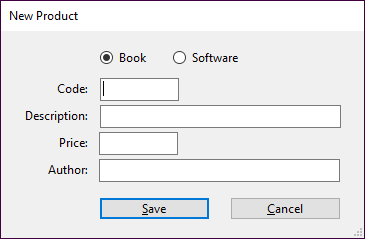 New Product
Book Software
Code:
Description:
Price:
Author:
Save Cancel